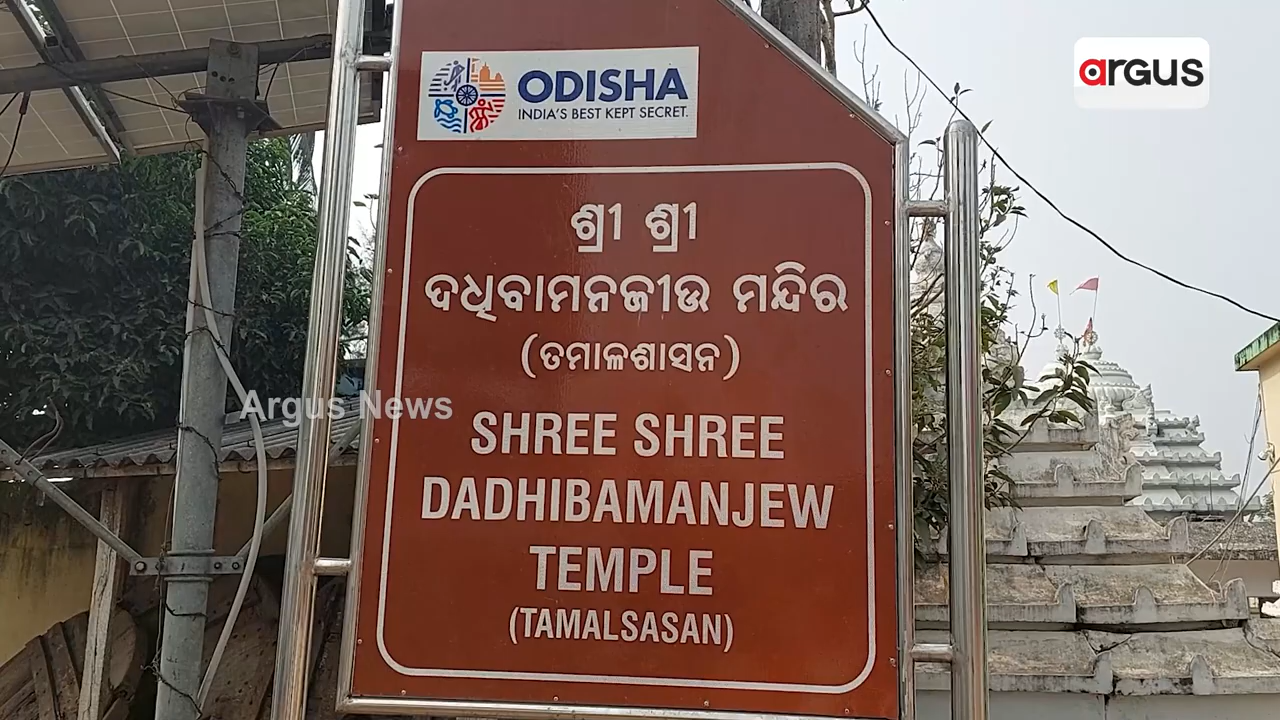 argus
ODISHA
INDIA'S BEST KEPT SECRET.
ଶ୍ରୀ ଶ୍ରୀ
ଦଧିବାମନଜୀଉ ମନ୍ଦିର
(ତମାଳଶାସନ)
Argus News
SHREE SHREE
DADHIBAMANJEW
TEMPLE
(TAMALSASAN)